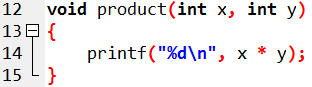 12 void product(int x, int y)
13 {
14     printf("%d\n", x * y);
15 }